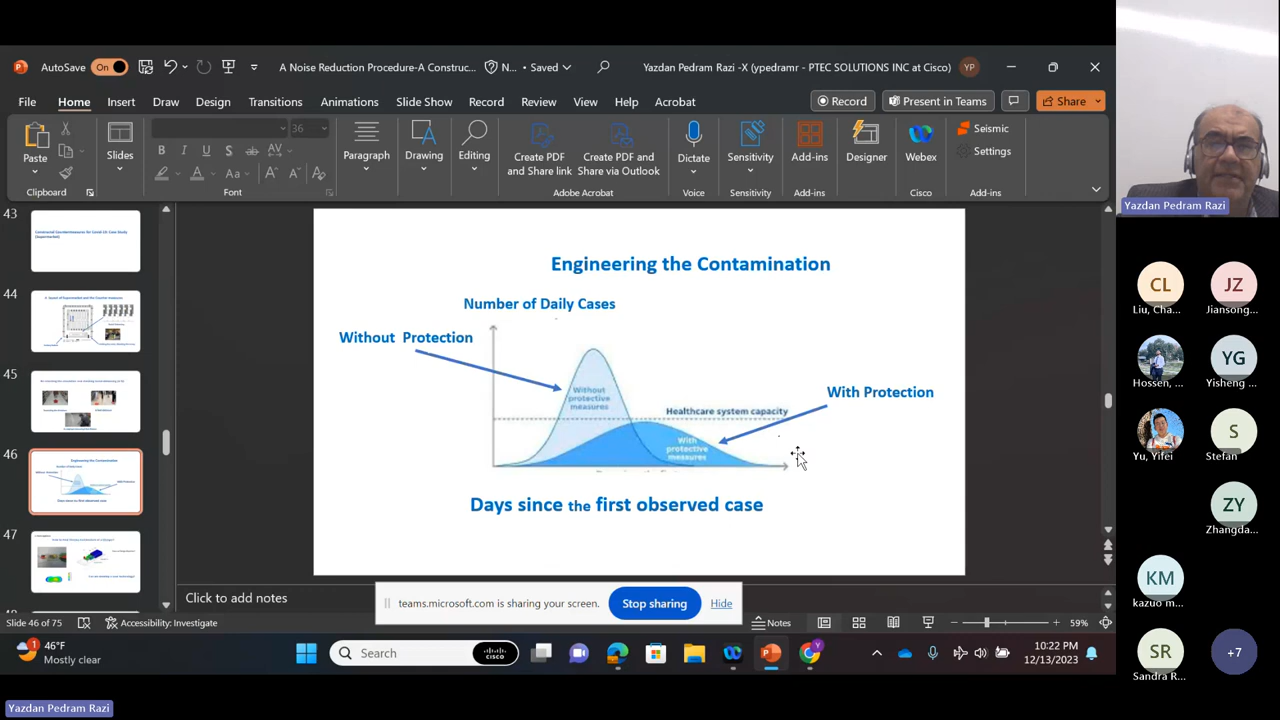 AutoSave
On
A Noise Reduction Procedure-A Construc...
N... • Saved
Yazdan Pedram Razi -X (ypedramr - PTEC SOLUTIONS INC at Cisco)
YP
File Home Insert Draw Design Transitions Animations Slide Show Record Review View Help Acrobat
Record
Present in Teams
Share
Paste
Clipboard
Slides
36
B I U S ab AV
Aa
Font
Paragraph
Drawing
Editing
Create PDF
and Share link
Create PDF and
Share via Outlook
Adobe Acrobat
Dictate
Voice
Sensitivity
Sensitivity
Add-ins
Add-ins
Designer
Webex
Cisco
Seismic
Settings
Add-ins
Yazdan Pedram Razi
43
44
45
46
47
Engineering the Contamination
Number of Daily Cases
Without Protection
Without
protective
measures
Healthcare system capacity
With
protective
measures
With Protection
Days since the first observed case
CL
Liu, Cha...
JZ
Jiansong...
Hossen, ...
YG
Yisheng ...
Yu, Yifei
S
Stefan
ZY
Zhangda...
KM
kazuo m...
SR
Sandra R...
+7
teams.microsoft.com is sharing your screen.
Stop sharing
Hide
Click to add notes
Slide 46 of 75
Accessibility: Investigate
Notes
59%
1
46°F
Mostly clear
Search
cisco
10:22 PM
12/13/2023
Yazdan Pedram Razi